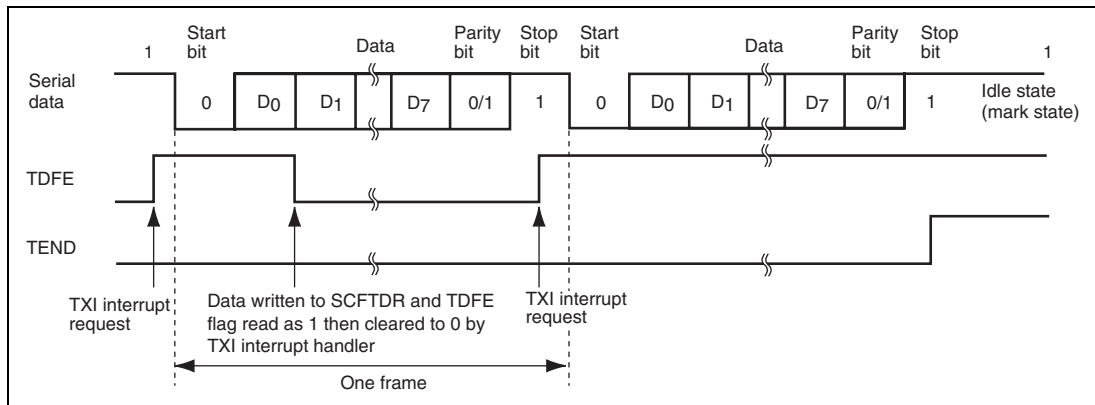 1
Start
bit
Data
Parity
bit
Stop
bit
Start
bit
Data
Parity
bit
Stop
bit
1
Serial
data
0
D0
D1
D7
0/1
1
0
D0
D1
D7
0/1
1
Idle state
(mark state)
TDFE
TEND
TXI interrupt
request
Data written to SCFTDR and TDFE
flag read as 1 then cleared to 0 by
TXI interrupt handler
TXI interrupt
request
One frame